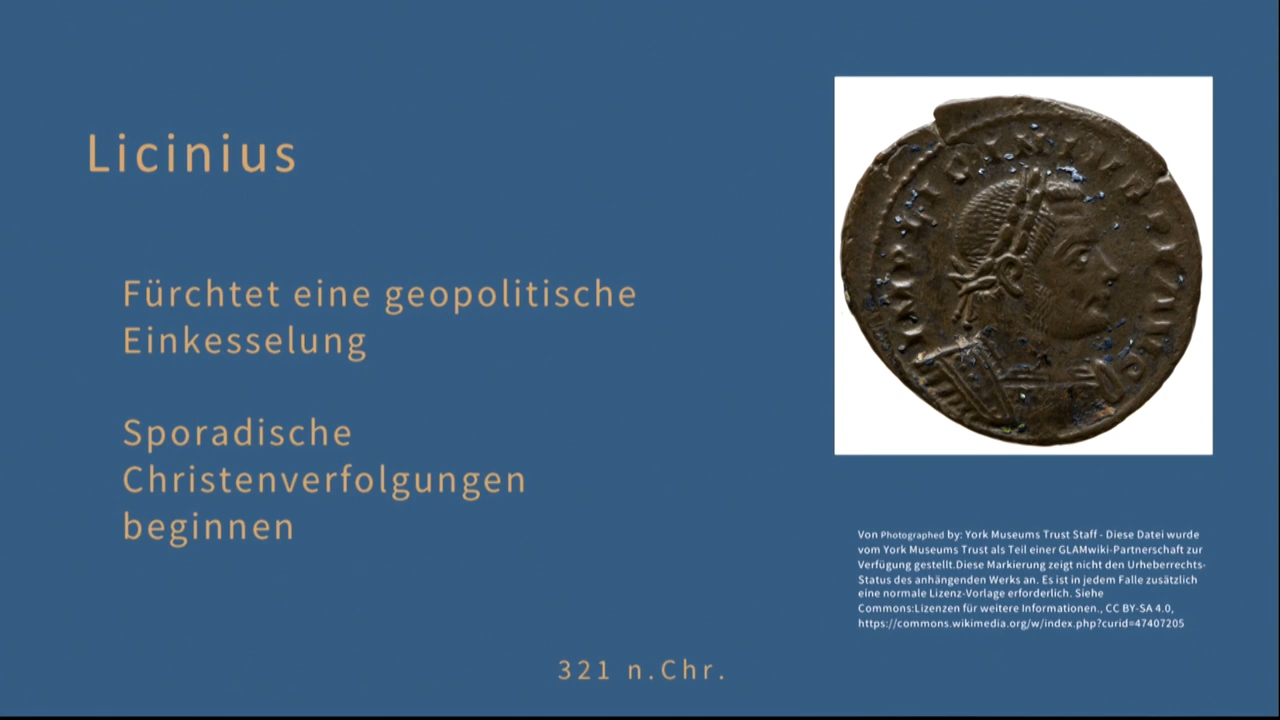 Licinius
Fürchtet eine geopolitische
Einkesselung
Sporadische
Christenverfolgungen
beginnen
Von Photographed by: York Museums Trust Staff - Diese Datei wurde
vom York Museums Trust als Teil einer GLAMwiki-Partnerschaft zur
Verfügung gestellt.Diese Markierung zeigt nicht den Urheberrechts-
Status des anhängenden Werks an. Es ist in jedem Falle zusätzlich
eine normale Lizenz-Vorlage erforderlich. Siehe
Commons:Lizenzen für weitere Informationen., CC BY-SA 4.0,
https://commons.wikimedia.org/w/index.php?curid=47407205
321 n.Chr.